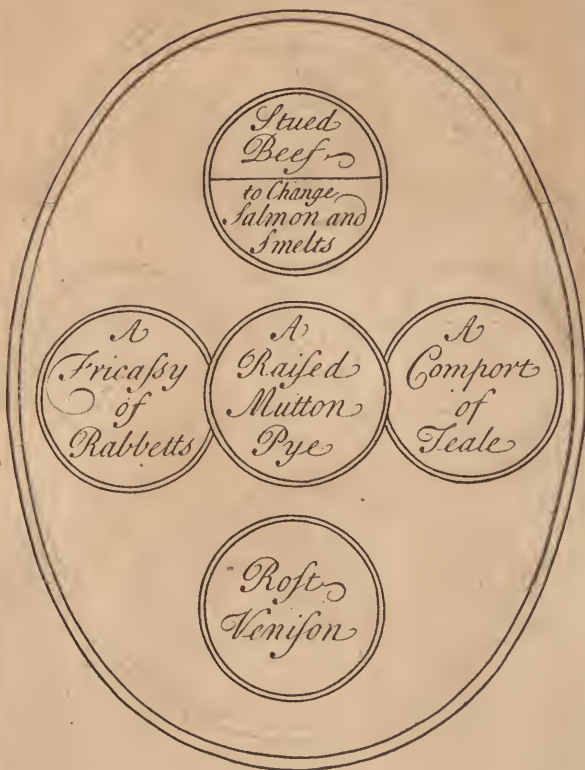 Stued
Beef
to Change
Salmon and
Smelts
A
Fricaſsy
of
Rabbetts
A
Raiſed
Mutton
Pye
A
Comport
of
Teale
Roſt
Veniſon